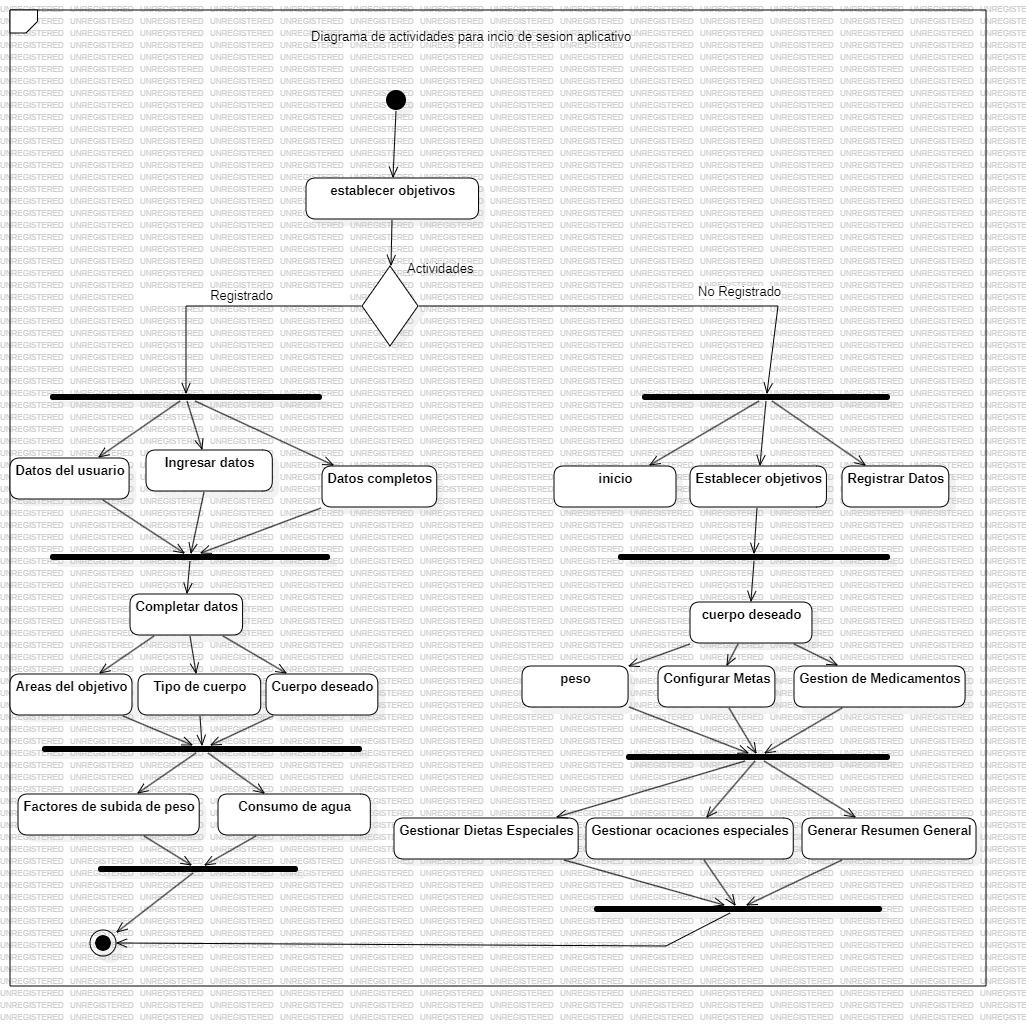 Diagrama de actividades para incio de sesion aplicativo
establecer objetivos
Actividades
Registrado
No Registrado
Datos del usuario
Ingresar datos
Datos completos
inicio
Establecer objetivos
Registrar Datos
Completar datos
cuerpo deseado
Areas del objetivo
Tipo de cuerpo
Cuerpo deseado
peso
Configurar Metas
Gestion de Medicamentos
Factores de subida de peso
Consumo de agua
Gestionar Dietas Especiales
Gestionar ocaciones especiales
Generar Resumen General
UNREGISTERED